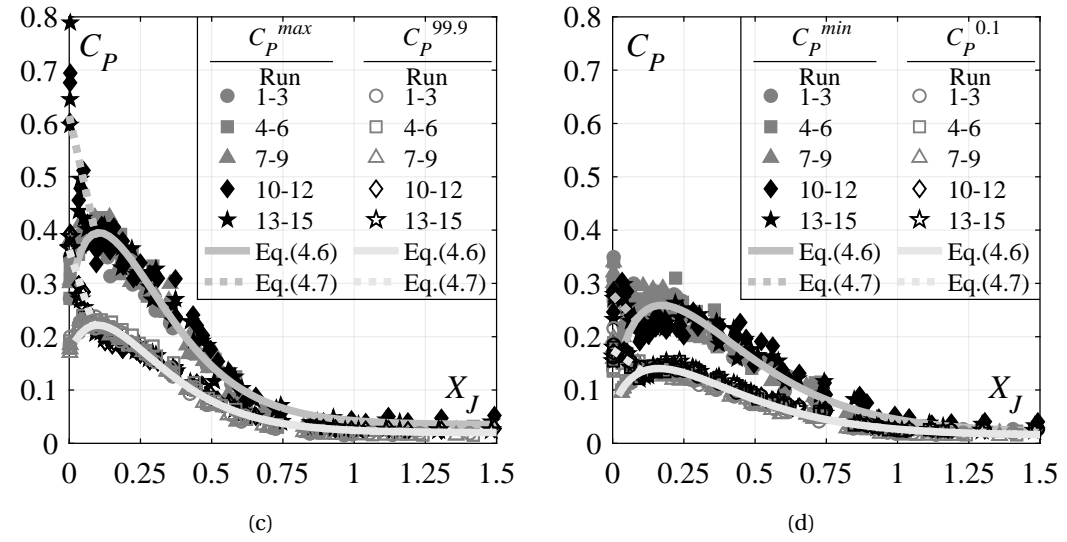 0.8
0.7
0.6
0.5
0.4
0.3
0.2
0.1
0
C_P
C_P^max C_P^99.9
Run Run
1-3 1-3
4-6 4-6
7-9 7-9
10-12 10-12
13-15 13-15
Eq.(4.6) Eq.(4.6)
Eq.(4.7) Eq.(4.7)
X_J
0 0.25 0.5 0.75 1 1.25 1.5
(c)
0.8
0.7
0.6
0.5
0.4
0.3
0.2
0.1
0
C_P
C_P^min C_P^0.1
Run Run
1-3 1-3
4-6 4-6
7-9 7-9
10-12 10-12
13-15 13-15
Eq.(4.6) Eq.(4.6)
Eq.(4.7) Eq.(4.7)
X_J
0 0.25 0.5 0.75 1 1.25 1.5
(d)